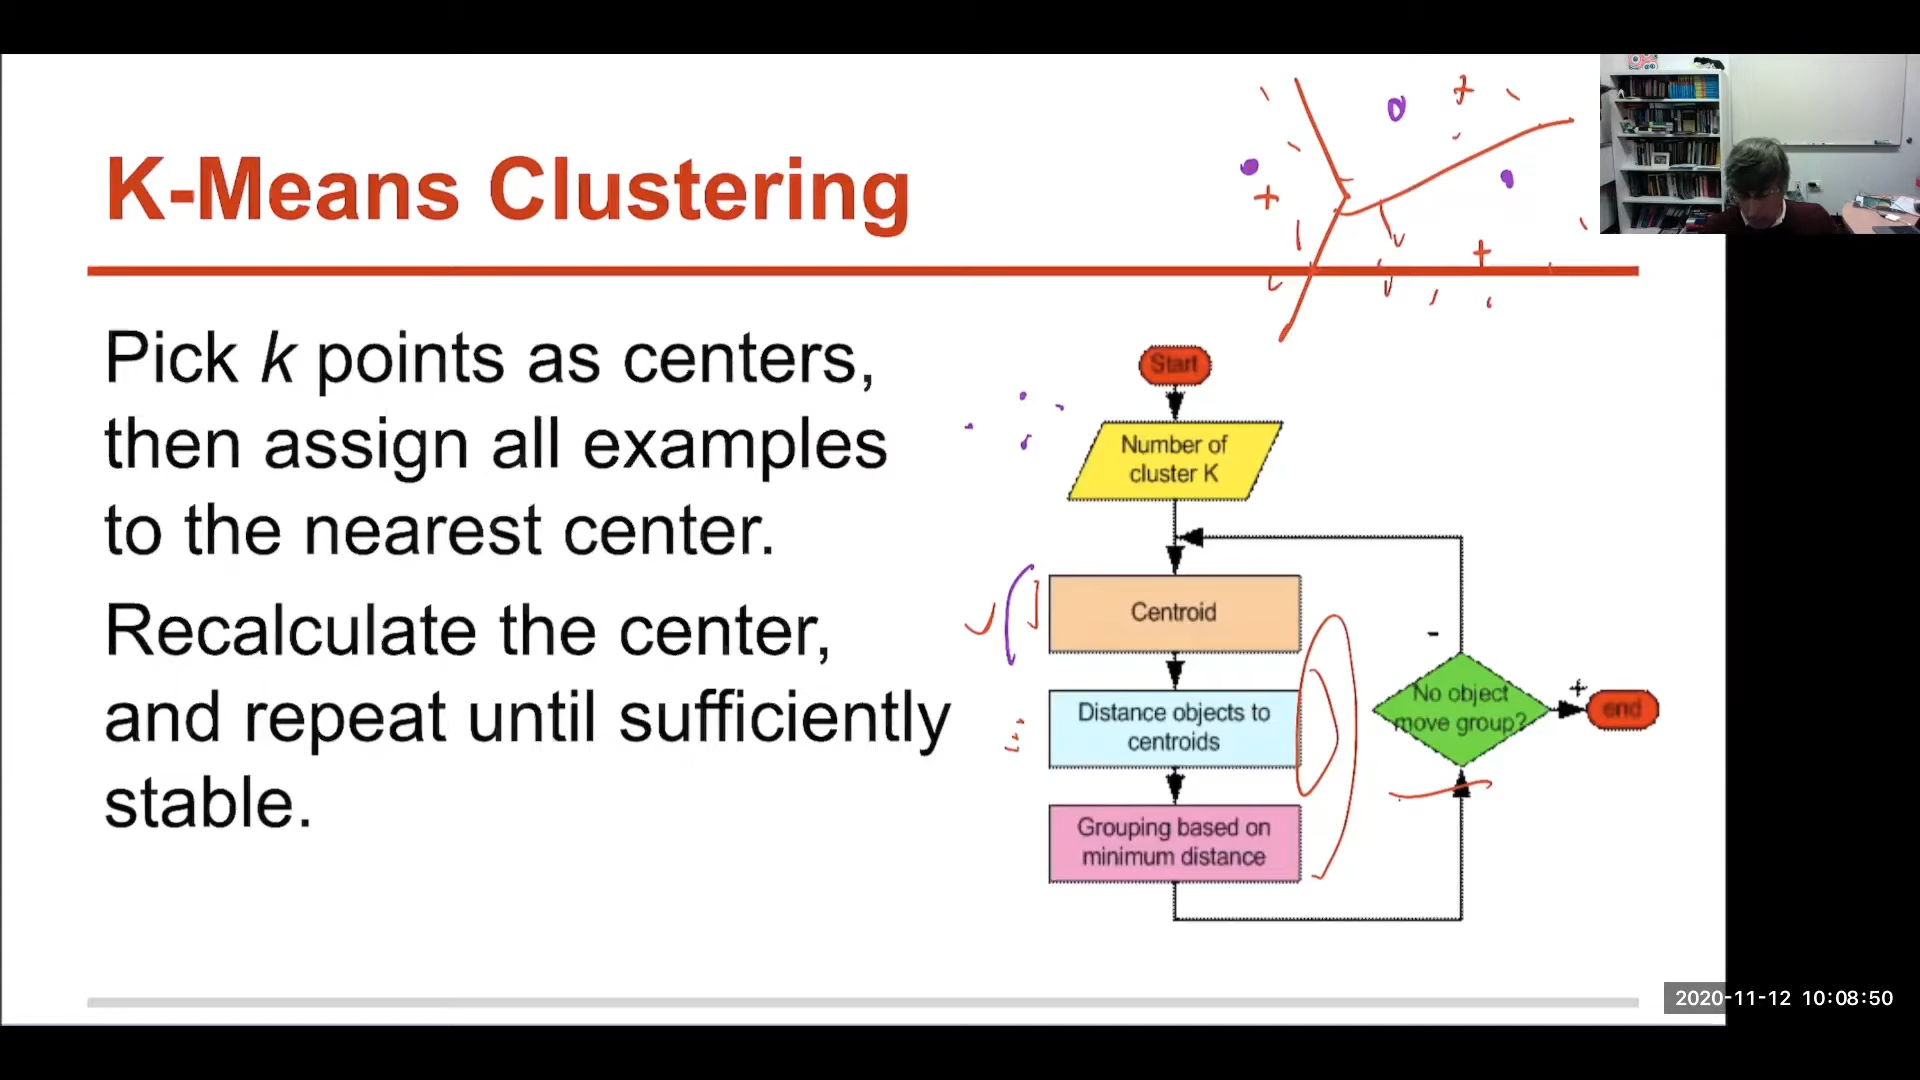 K-Means Clustering
Pick k points as centers,
then assign all examples
to the nearest center.
Recalculate the center,
and repeat until sufficiently
stable.
Start
Number of
cluster K
Centroid
Distance objects to
centroids
Grouping based on
minimum distance
-
No object
move group?
+
end
2020-11-12 10:08:50